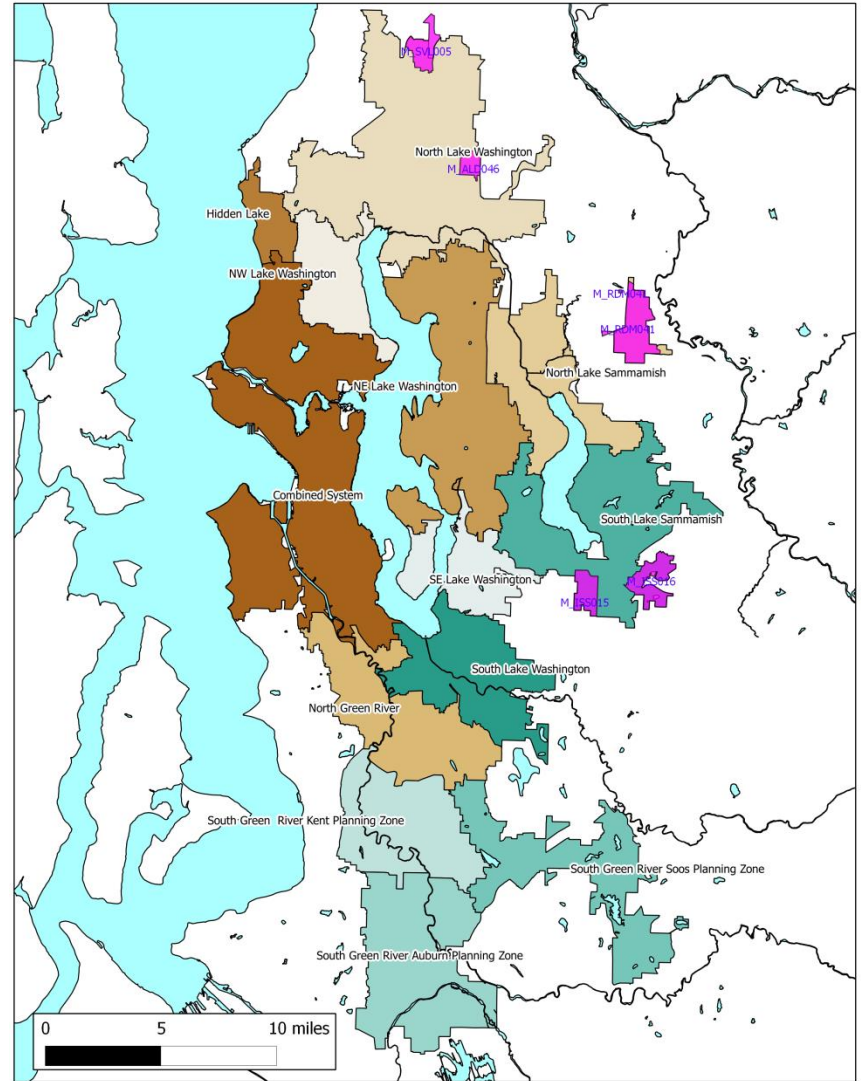 M_SVL005
North Lake Washington
M_ALD046
Hidden Lake
NW Lake Washington
M_RDM041
M_RDM041
North Lake Sammamish
NE Lake Washington
Combined System
South Lake Sammamish
SE Lake Washington
M_ISS016
M_ISS015
South Lake Washington
North Green River
South Green  River Kent Planning Zone
South Green River Soos Planning Zone
South Green River Auburn Planning Zone
0 5 10 miles